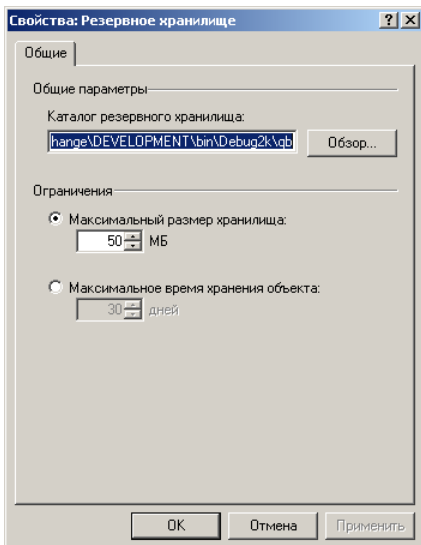 Свойства: Резервное хранилище
Общие
Общие параметры
Каталог резервного хранилища:
hange\DEVELOPMENT\bin\Debug2k\qb
Обзор...
Ограничения
Максимальный размер хранилища:
50 МБ
Максимальное время хранения объекта:
30 дней
OK Отмена Применить